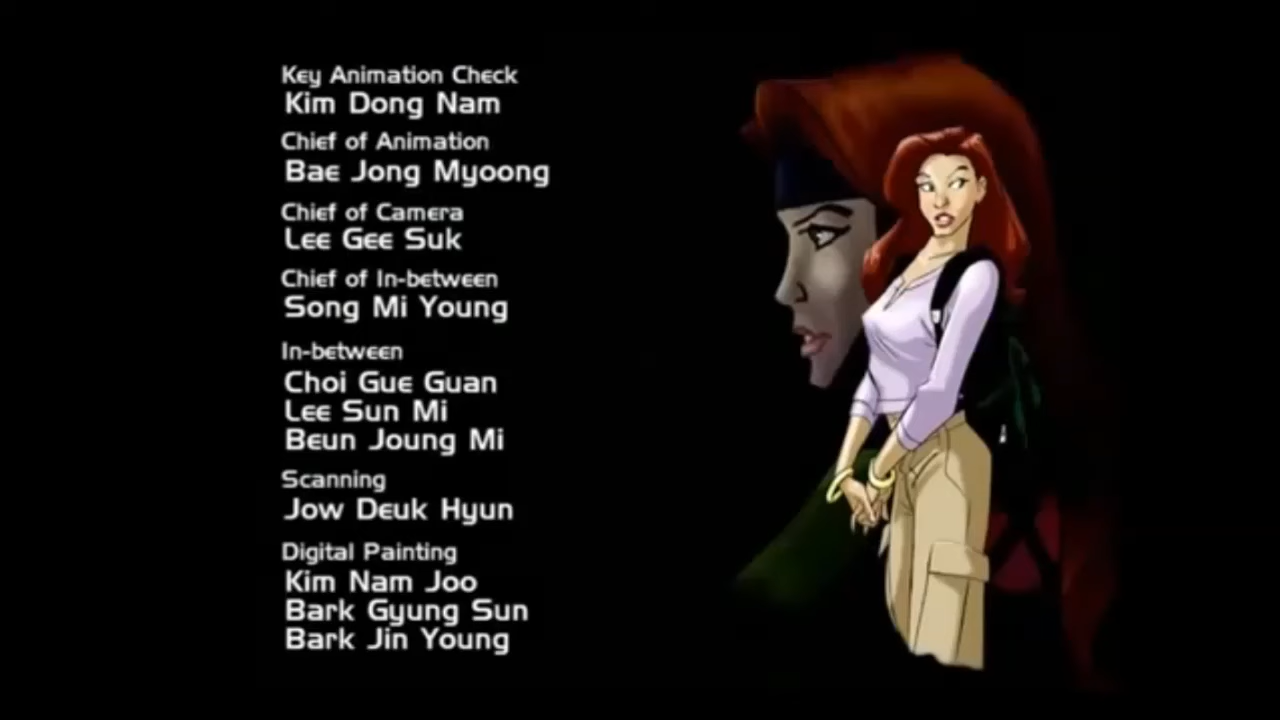 Key Animation Check
Kim Dong Nam
Chief of Animation
Bae Jong Myoong
Chief of Camera
Lee Gee Suk
Chief of In-between
Song Mi Young
In-between
Choi Gue Guan
Lee Sun Mi
Beun Joung Mi
Scanning
Jow Deuk Hyun
Digital Painting
Kim Nam Joo
Bark Gyung Sun
Bark Jin Young